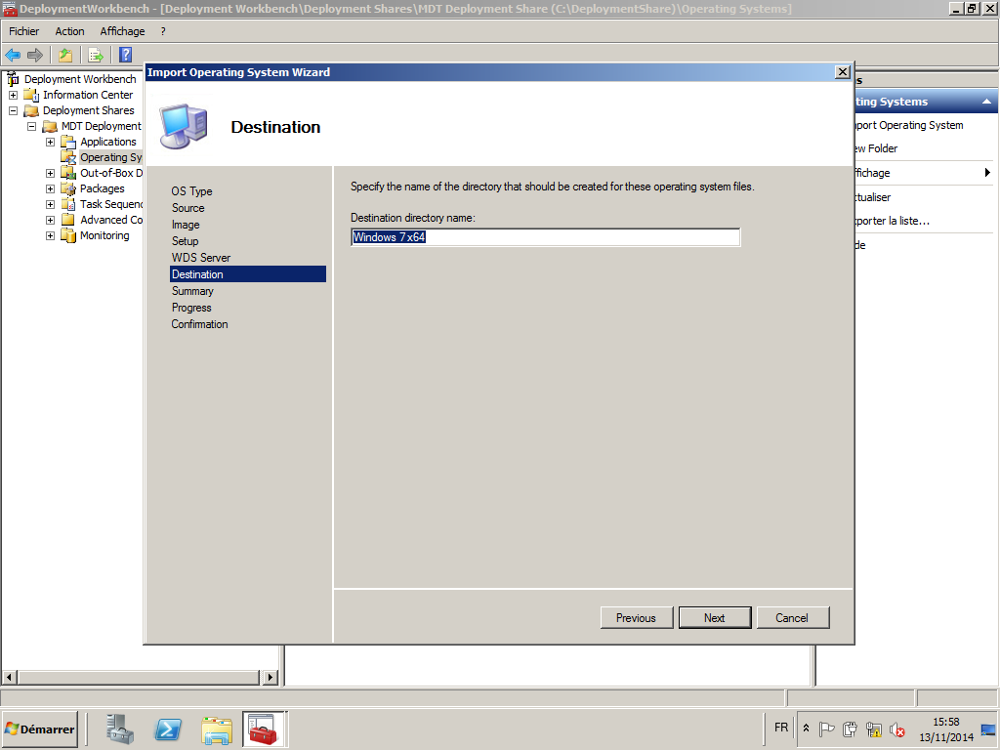 DeploymentWorkbench - [Deployment Workbench\Deployment Shares\MDT Deployment Share (C:\DeploymentShare)\Operating Systems]
Fichier Action Affichage ?
Deployment Workbench
Information Center
Deployment Shares
MDT Deployment
Applications
Operating Sy
Out-of-Box D
Packages
Task Sequenc
Advanced Co
Monitoring
Import Operating System Wizard
Destination
OS Type
Source
Image
Setup
WDS Server
Destination
Summary
Progress
Confirmation
Specify the name of the directory that should be created for these operating system files.
Destination directory name:
Windows 7 x64
Previous Next Cancel
s
ting Systems
port Operating System
ew Folder
ffichage
ctualiser
xporter la liste...
de
Démarrer
FR
15:58
13/11/2014